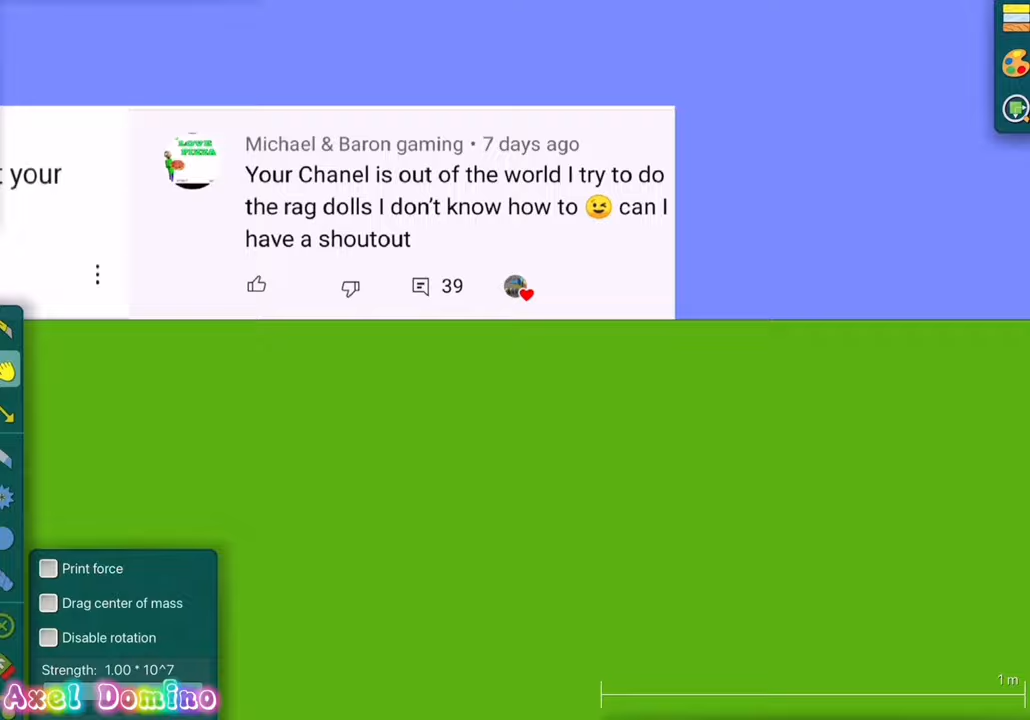 Michael & Baron gaming • 7 days ago
t your
Your Chanel is out of the world I try to do
the rag dolls I don't know how to 😉 can I
have a shoutout
39
LOVE
PIZZA
Print force
Drag center of mass
Disable rotation
Strength: 1.00 * 10^7
Axel Domino
1 m